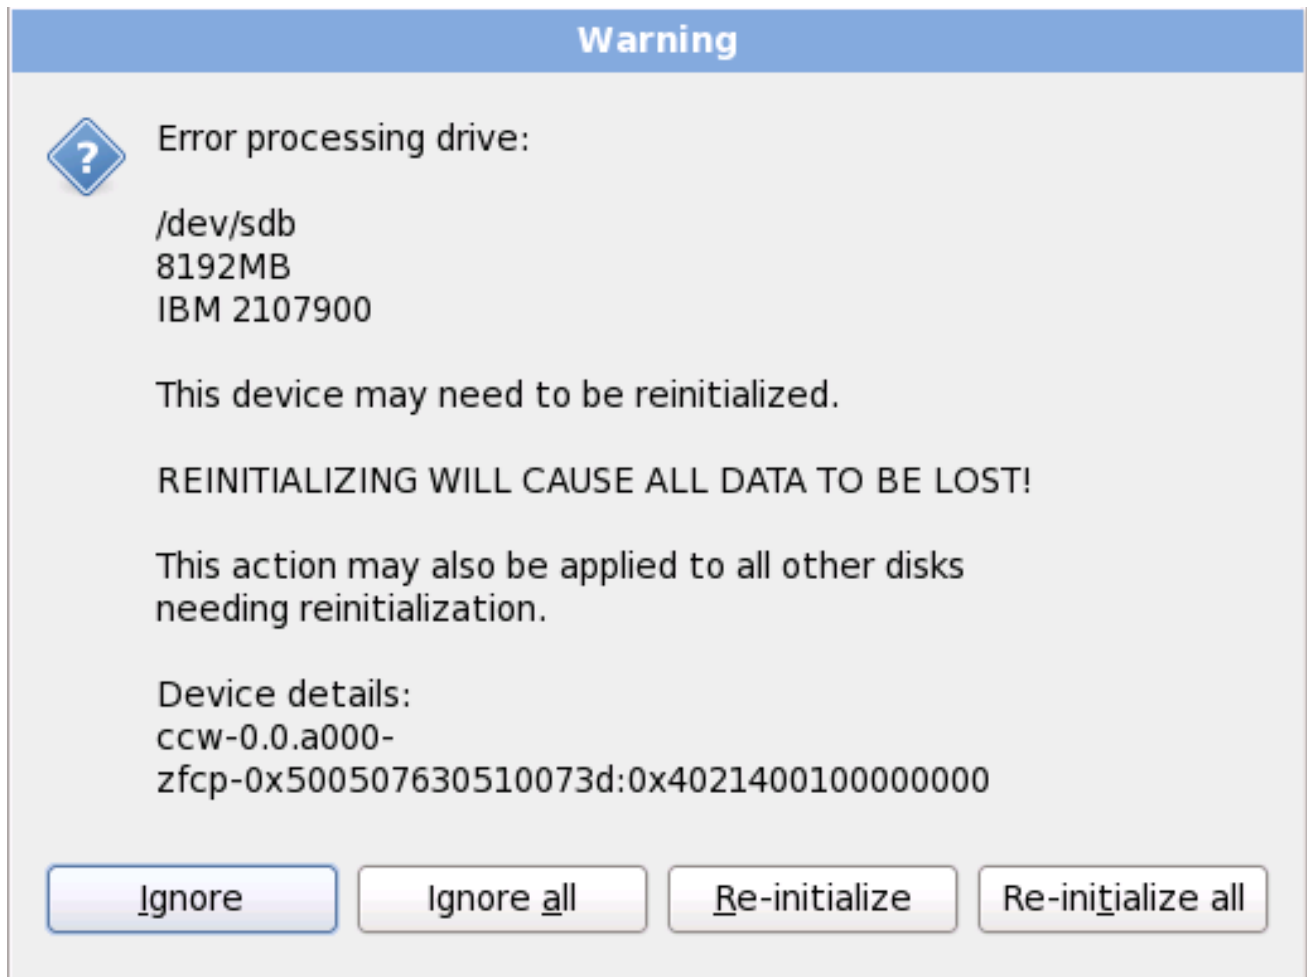 Warning
?
Error processing drive:
/dev/sdb
8192MB
IBM 2107900
This device may need to be reinitialized.
REINITIALIZING WILL CAUSE ALL DATA TO BE LOST!
This action may also be applied to all other disks
needing reinitialization.
Device details:
ccw-0.0.a000-
zfcp-0x500507630510073d:0x4021400100000000
Ignore Ignore all Re-initialize Re-initialize all